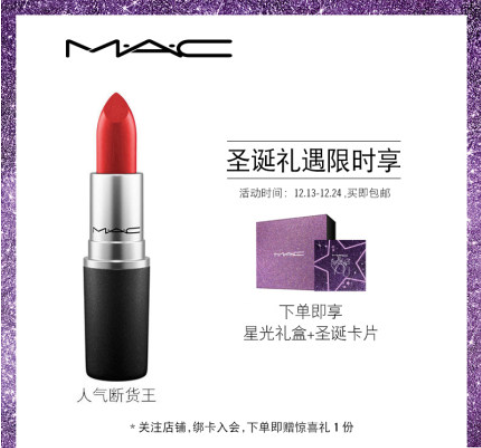 M·A·C
圣诞礼遇限时享
活动时间：12.13-12.24 ,买即包邮
MAC
MAC
下单即享
星光礼盒+圣诞卡片
人气断货王
*关注店铺,绑卡入会,下单即赠惊喜礼1份